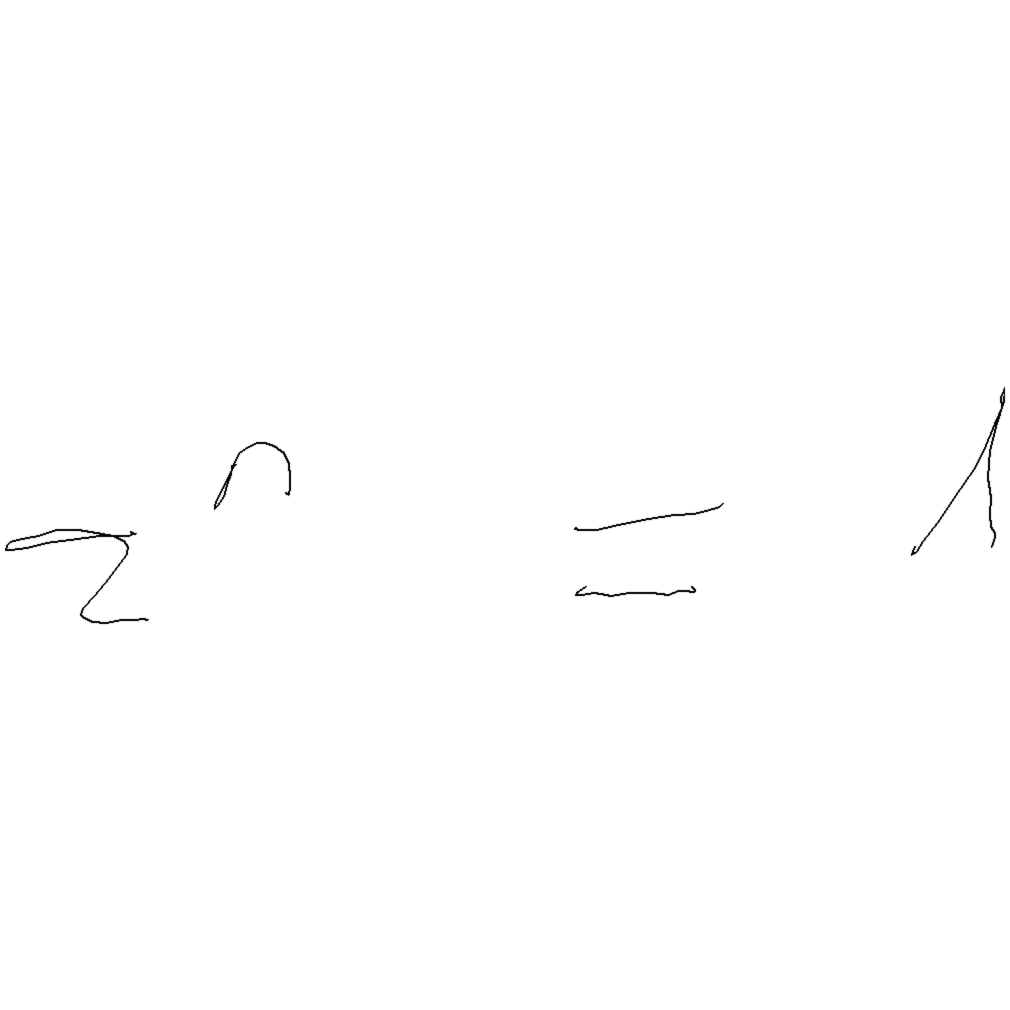 z^n = 1